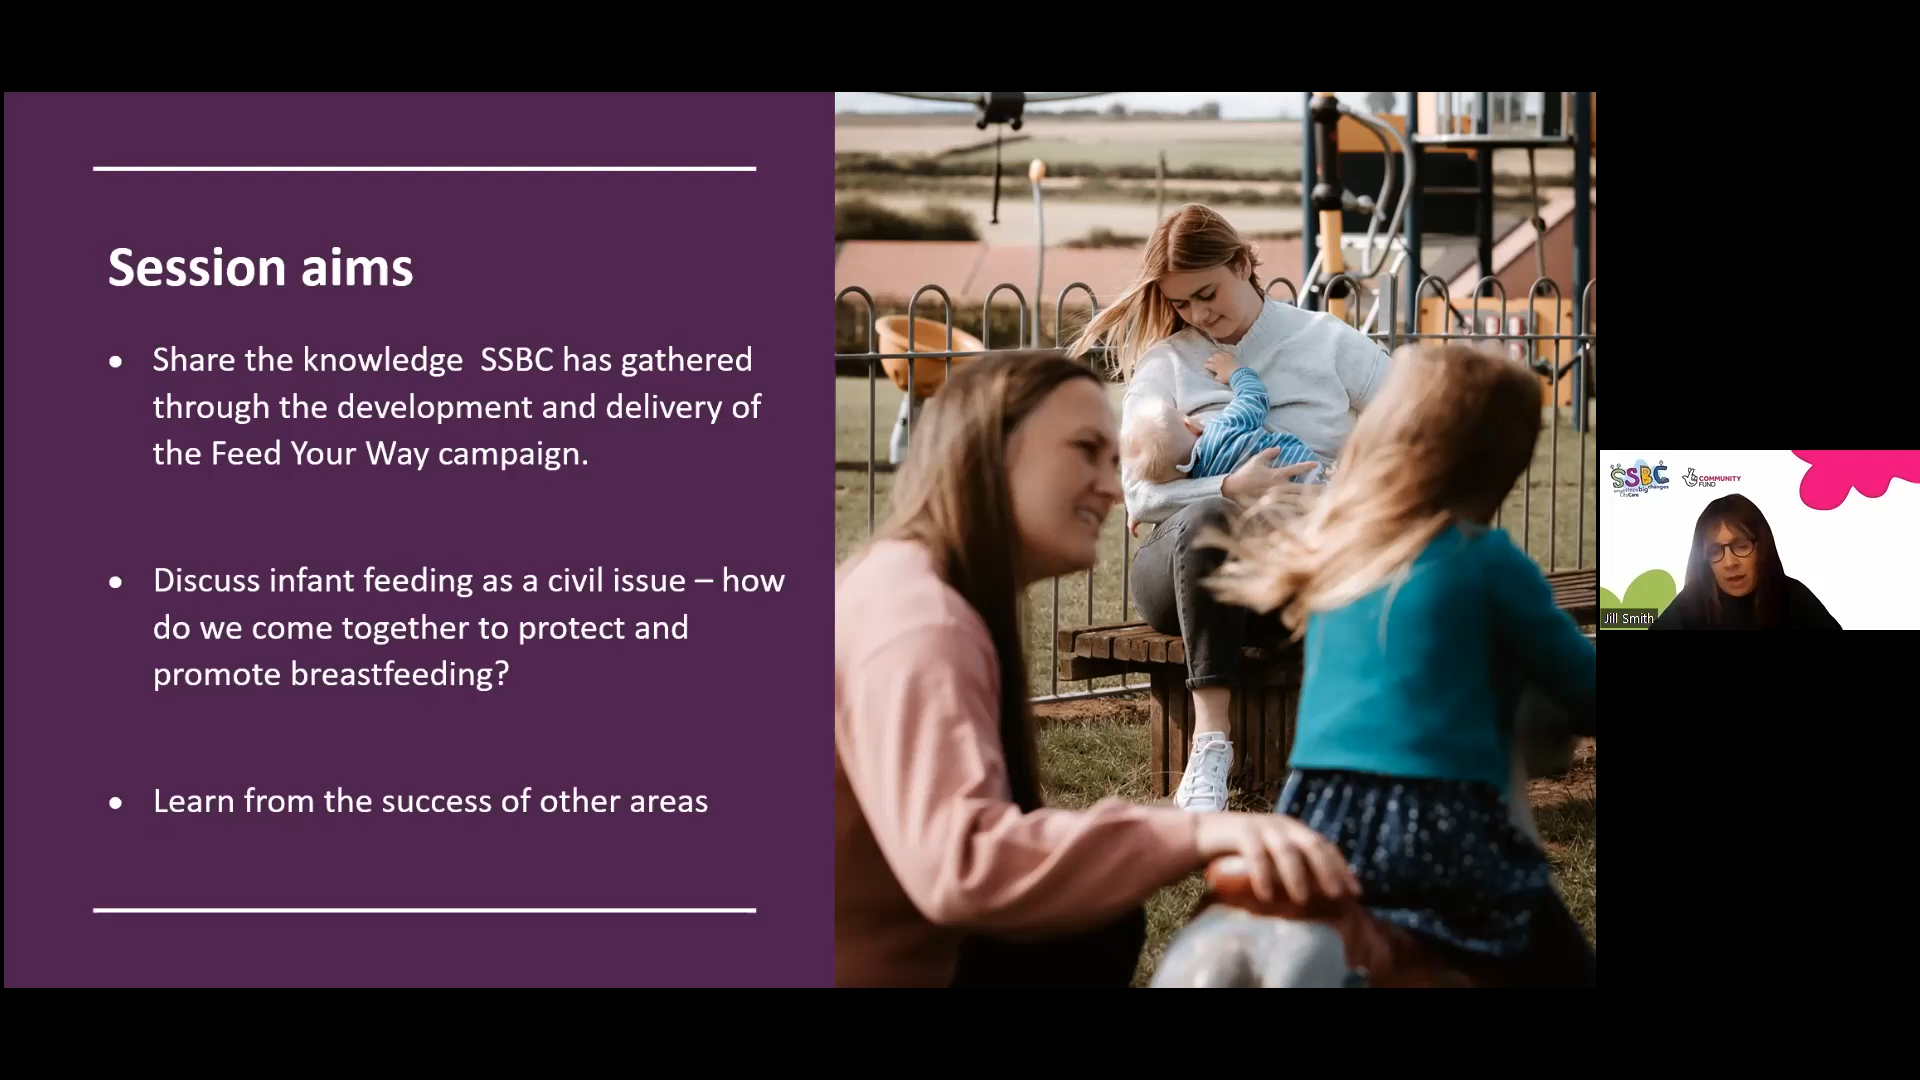 Session aims
• Share the knowledge  SSBC has gathered
through the development and delivery of
the Feed Your Way campaign.
• Discuss infant feeding as a civil issue – how
do we come together to protect and
promote breastfeeding?
• Learn from the success of other areas
SSBC
COMMUNITY
FUND
CityCare
Jill Smith